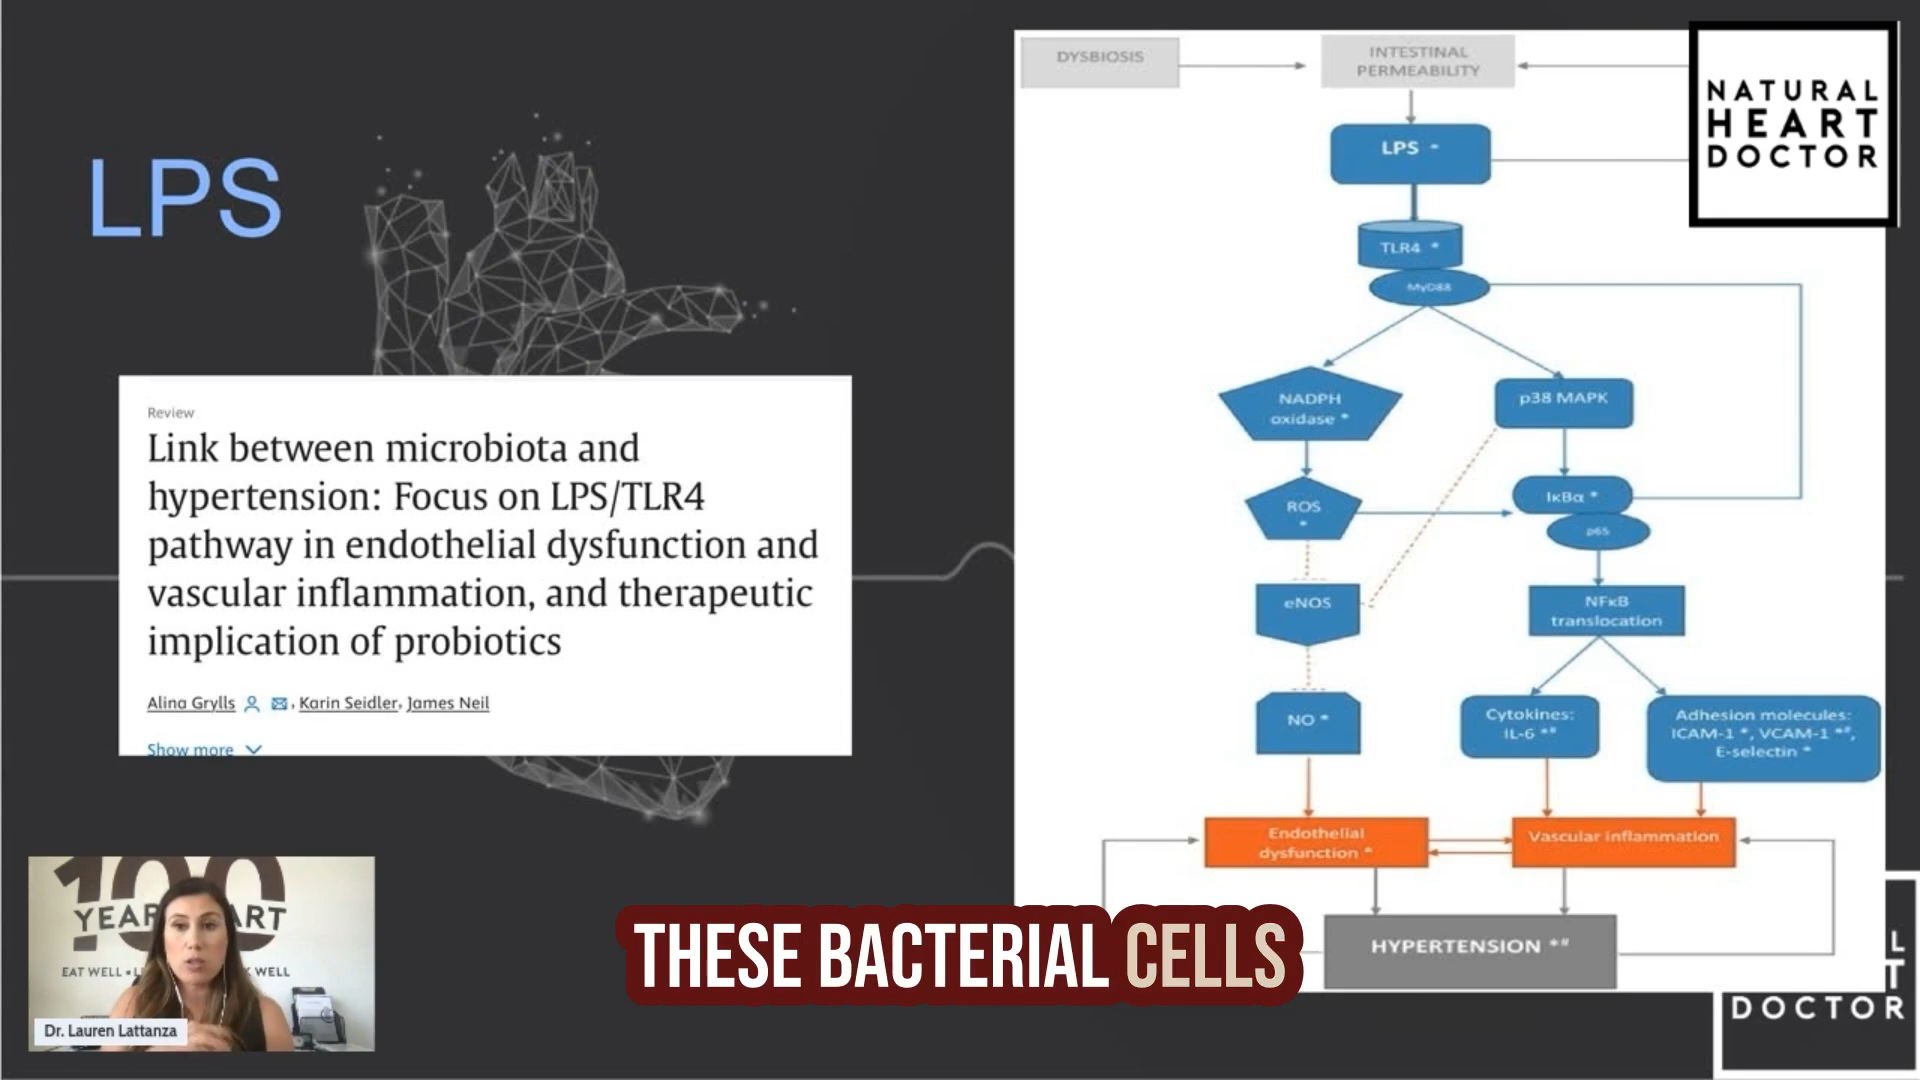 LPS
Review
Link between microbiota and
hypertension: Focus on LPS/TLR4
pathway in endothelial dysfunction and
vascular inflammation, and therapeutic
implication of probiotics
Alina Grylls , Karin Seidler, James Neil
Show more
DYSBIOSIS
INTESTINAL
PERMEABILITY
LPS *
TLR4 *
MyD88
NADPH
oxidase *
p38 MAPK
ROS
*
IκBα *
p65
eNOS
NFκB
translocation
NO *
Cytokines:
IL-6 *#
Adhesion molecules:
ICAM-1 *, VCAM-1 *#,
E-selectin *
Endothelial
dysfunction *
Vascular inflammation
HYPERTENSION *#
NATURAL
HEART
DOCTOR
L
T
DOCTOR
100
YEAR HEART
EAT WELL
WELL
Dr. Lauren Lattanza
THESE BACTERIAL CELLS